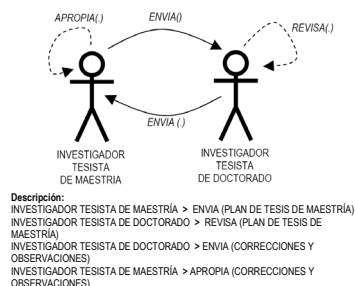 APROPIA(.)
ENVIA()
REVISA(.)
ENVIA (.)
INVESTIGADOR
TESISTA
DE MAESTRIA
INVESTIGADOR
TESISTA
DE DOCTORADO
Descripción:
INVESTIGADOR TESISTA DE MAESTRÍA > ENVIA (PLAN DE TESIS DE MAESTRÍA)
INVESTIGADOR TESISTA DE DOCTORADO > REVISA (PLAN DE TESIS DE
MAESTRÍA)
INVESTIGADOR TESISTA DE DOCTORADO > ENVIA (CORRECCIONES Y
OBSERVACIONES)
INVESTIGADOR TESISTA DE MAESTRÍA > APROPIA (CORRECCIONES Y
OBSERVACIONES)